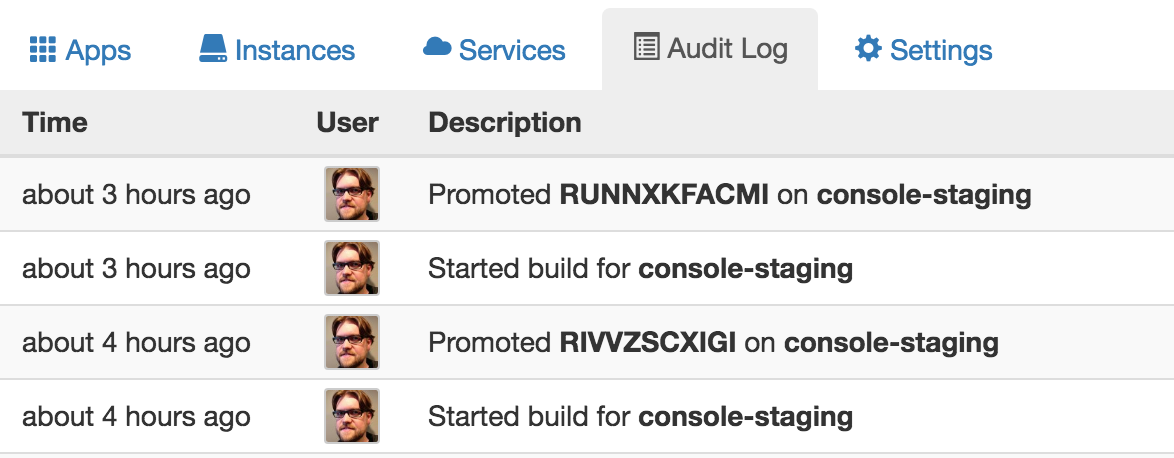 Apps Instances Services Audit Log Settings
Time User Description
about 3 hours ago Promoted RUNNXKFACMI on console-staging
about 3 hours ago Started build for console-staging
about 4 hours ago Promoted RIVVZSCXIGI on console-staging
about 4 hours ago Started build for console-staging